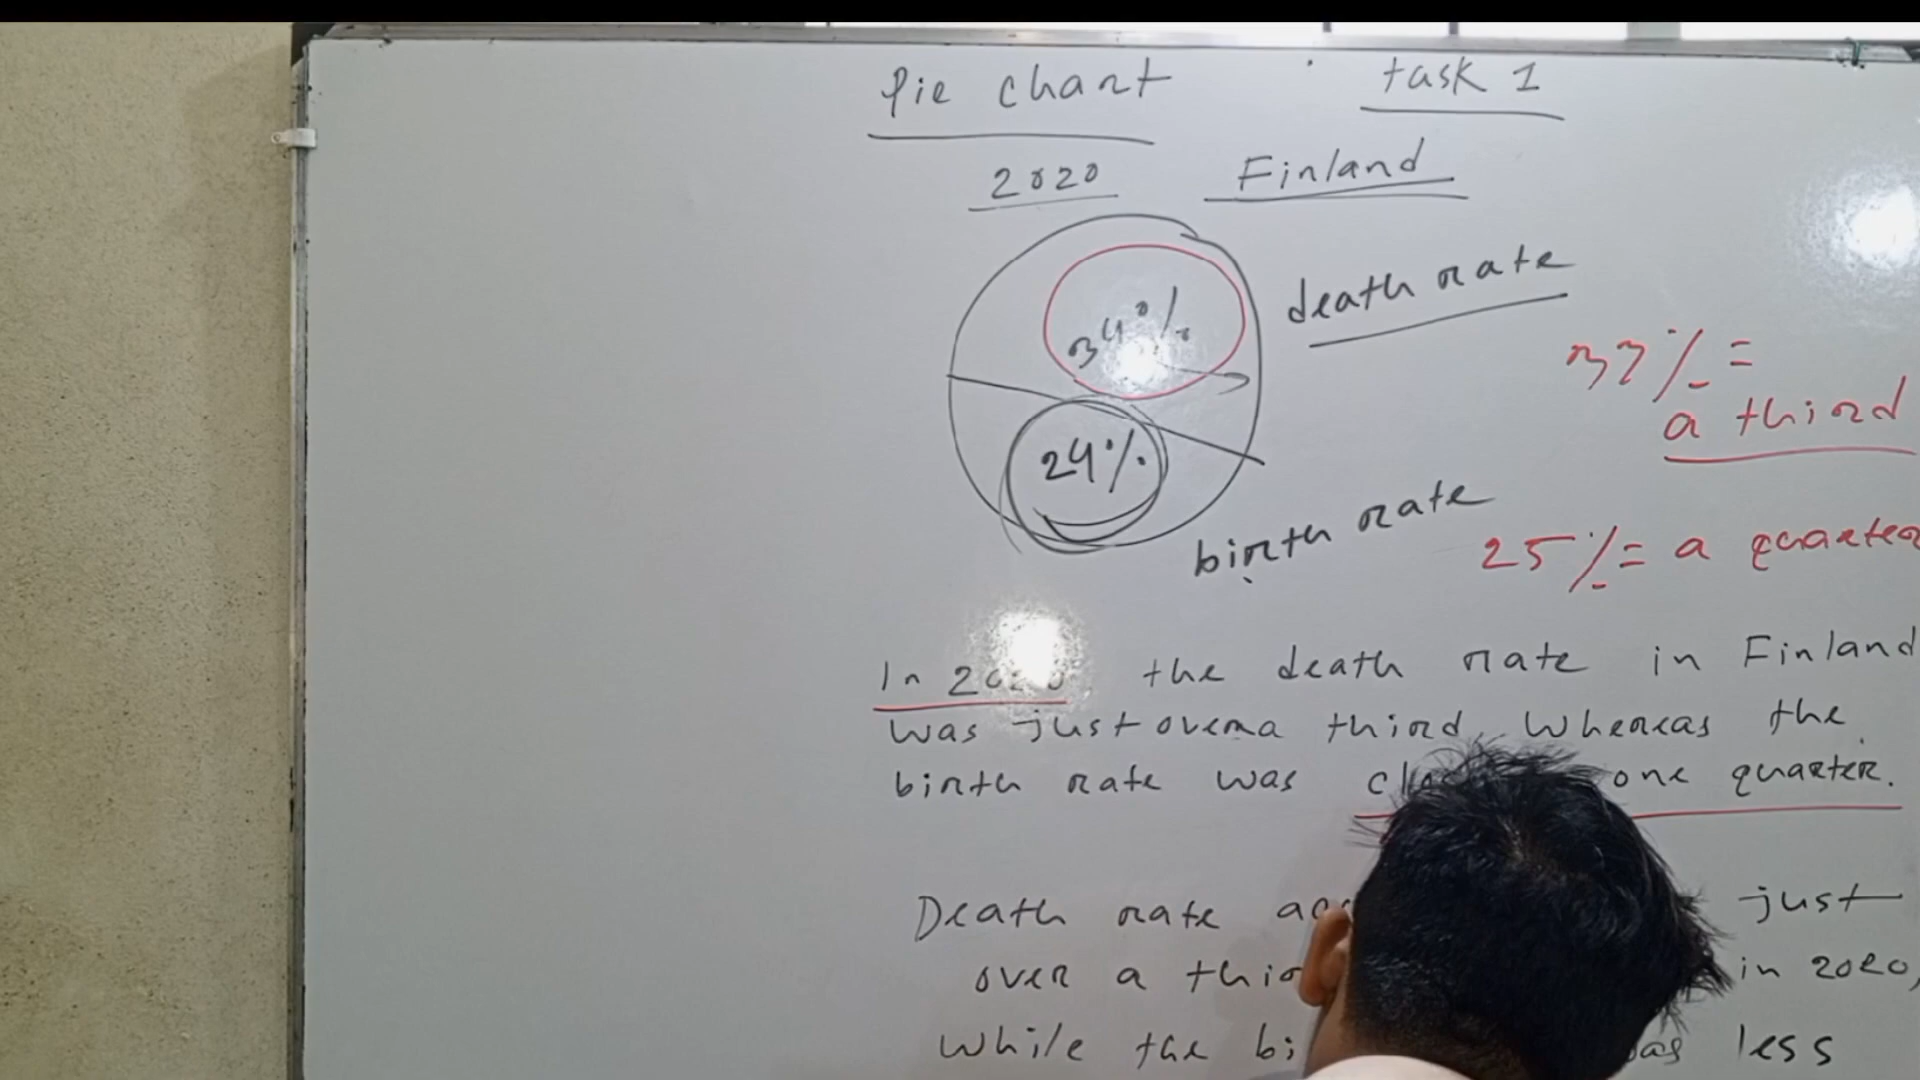 Pie chart task 1
2020 Finland
34%
death rate
33% =
a third
24%
birth rate
25% = a quarter
In 2020 the death rate in Finland
was just over a third, whereas the
birth rate was one quarter.
Death rate just
over a in 2020,
while the less